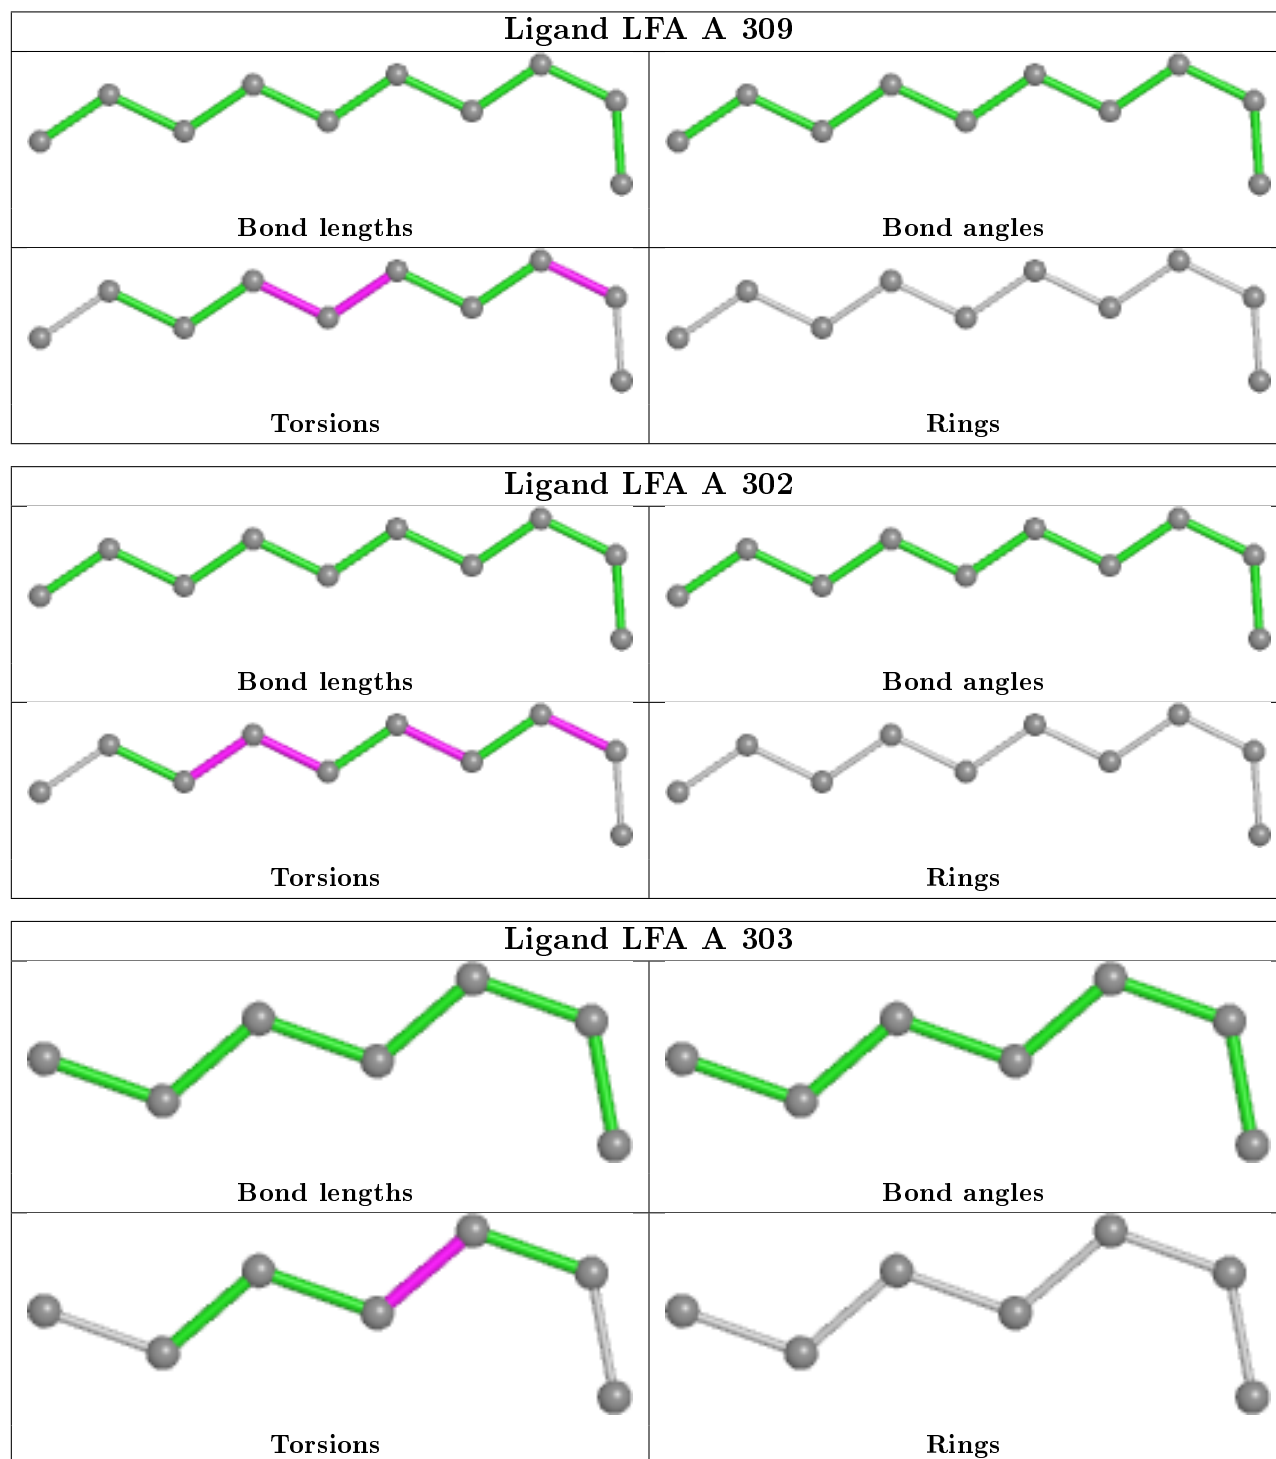 Ligand LFA A 309
Bond lengths
Bond angles
Torsions
Rings
Ligand LFA A 302
Bond lengths
Bond angles
Torsions
Rings
Ligand LFA A 303
Bond lengths
Bond angles
Torsions
Rings